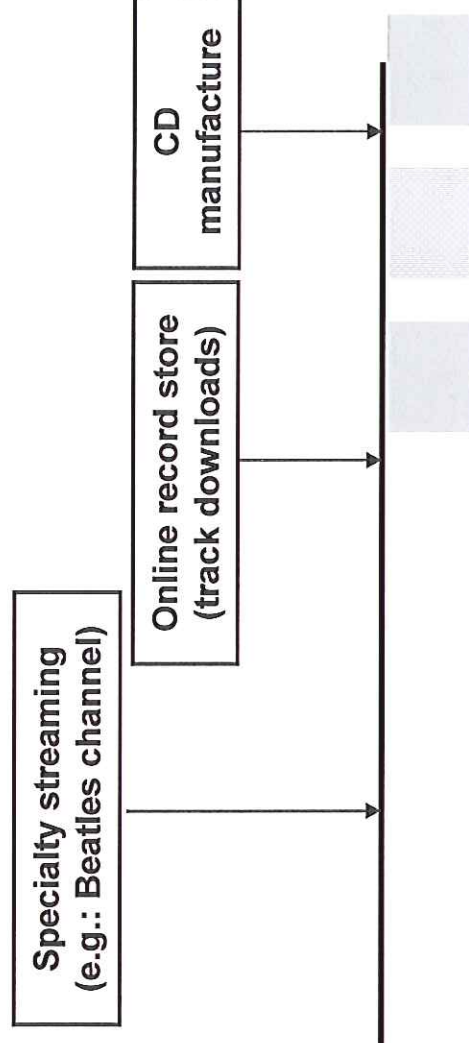 Specialty streaming
(e.g.: Beatles channel)
Online record store
(track downloads)
CD
manufacture